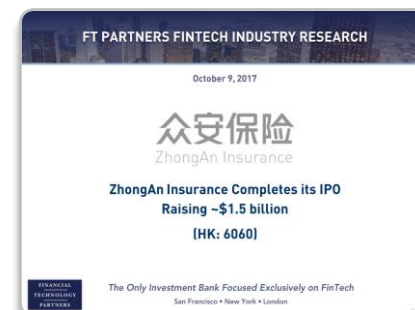 FT PARTNERS FINTECH INDUSTRY RESEARCH
October 9, 2017
众安保险
ZhongAn Insurance
ZhongAn Insurance Completes its IPO
Raising ~$1.5 billion
(HK: 6060)
FINANCIAL
TECHNOLOGY
PARTNERS
The Only Investment Bank Focused Exclusively on FinTech
San Francisco • New York • London